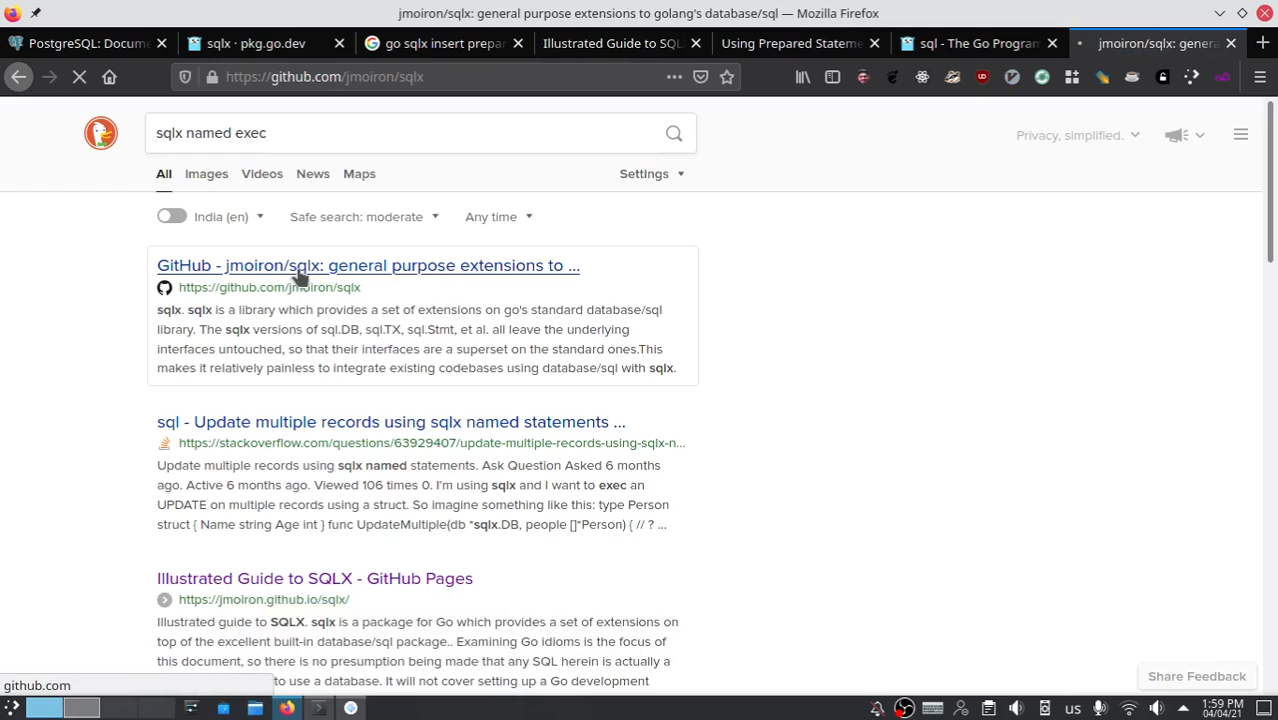 jmoiron/sqlx: general purpose extensions to golang's database/sql — Mozilla Firefox
PostgreSQL: Docume
sqlx · pkg.go.dev
go sqlx insert prepar
Illustrated Guide to SQL
Using Prepared Stateme
sql - The Go Program
jmoiron/sqlx: genera
https://github.com/jmoiron/sqlx
sqlx named exec
Privacy, simplified.
All Images Videos News Maps
Settings
India (en)
Safe search: moderate
Any time
GitHub - jmoiron/sqlx: general purpose extensions to ...
https://github.com/jmoiron/sqlx
sqlx. sqlx is a library which provides a set of extensions on go's standard database/sql
library. The sqlx versions of sql.DB, sql.TX, sql.Stmt, et al. all leave the underlying
interfaces untouched, so that their interfaces are a superset on the standard ones.This
makes it relatively painless to integrate existing codebases using database/sql with sqlx.
sql - Update multiple records using sqlx named statements ...
https://stackoverflow.com/questions/63929407/update-multiple-records-using-sqlx-n...
Update multiple records using sqlx named statements. Ask Question Asked 6 months
ago. Active 6 months ago. Viewed 106 times 0. I'm using sqlx and I want to exec an
UPDATE on multiple records using a struct. So imagine something like this: type Person
struct { Name string Age int } func UpdateMultiple(db *sqlx.DB, people []*Person) { // ? ...
Illustrated Guide to SQLX - GitHub Pages
https://jmoiron.github.io/sqlx/
Illustrated guide to SQLX. sqlx is a package for Go which provides a set of extensions on
top of the excellent built-in database/sql package.. Examining Go idioms is the focus of
this document, so there is no presumption being made that any SQL herein is actually a
to use a database. It will not cover setting up a Go development
github.com
Share Feedback
us
1:59 PM
04/04/21